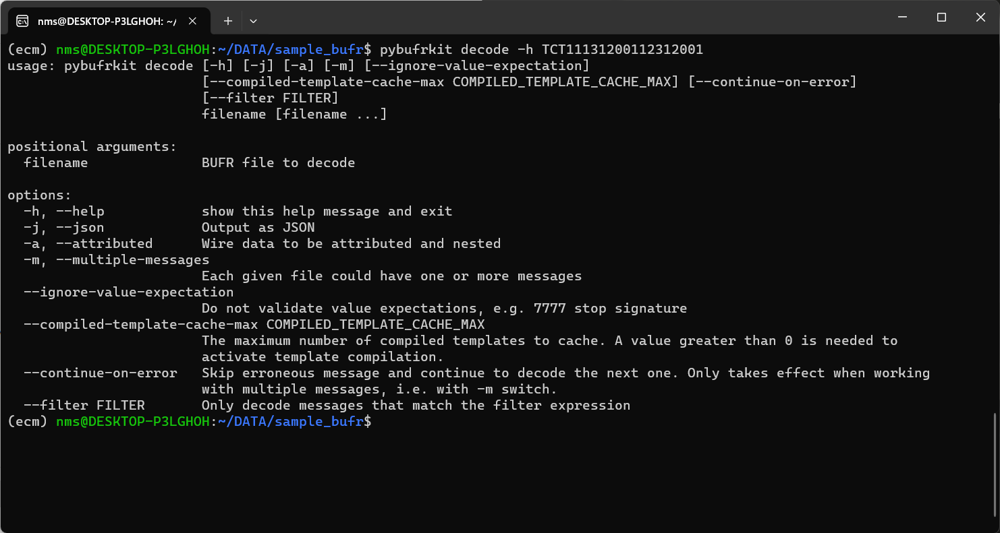 nms@DESKTOP-P3LGHOH: ~/
(ecm) nms@DESKTOP-P3LGHOH:~/DATA/sample_bufr$ pybufrkit decode -h TCT11131200112312001
usage: pybufrkit decode [-h] [-j] [-a] [-m] [--ignore-value-expectation]
[--compiled-template-cache-max COMPILED_TEMPLATE_CACHE_MAX] [--continue-on-error]
[--filter FILTER]
filename [filename ...]
positional arguments:
filename BUFR file to decode
options:
-h, --help show this help message and exit
-j, --json Output as JSON
-a, --attributed Wire data to be attributed and nested
-m, --multiple-messages
Each given file could have one or more messages
--ignore-value-expectation
Do not validate value expectations, e.g. 7777 stop signature
--compiled-template-cache-max COMPILED_TEMPLATE_CACHE_MAX
The maximum number of compiled templates to cache. A value greater than 0 is needed to
activate template compilation.
--continue-on-error Skip erroneous message and continue to decode the next one. Only takes effect when working
with multiple messages, i.e. with -m switch.
--filter FILTER Only decode messages that match the filter expression
(ecm) nms@DESKTOP-P3LGHOH:~/DATA/sample_bufr$